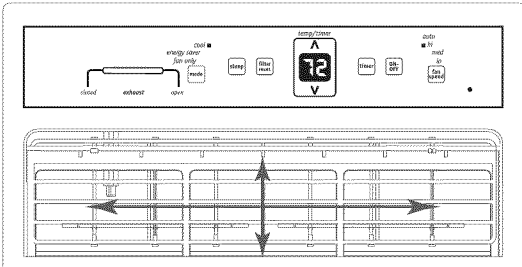 temp/timer
auto
cool
hi
energy saver
med
fan only
lo
mode
sleep
filter
reset
72
timer
ON-
OFF
fan
speed
closed
exhaust
open